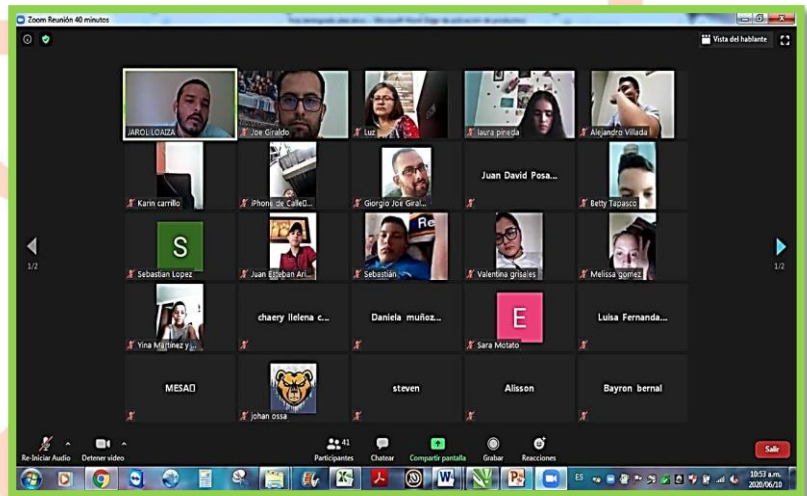 Zoom Reunión 40 minutos
Vista del hablante
JAROL LOAIZA
Joe Giraldo
Luz
laura pineda
Alejandro Villada
Karin carrillo
iPhone de Calle
Giorgio Joe Giral...
Juan David Posa...
Betty Tapasco
S
Sebastian Lopez
Juan Esteban Ari...
Re
Sebastián
Valentina grisales
Melissa gomez
1/2
1/2
Yina Martinez y
chaery llelena c...
Daniela muñoz...
E
Sara Motato
Luisa Fernanda...
MESA
johan ossa
steven
Alisson
Bayron bernal
Re-Iniciar Audio
Detener video
41
Participantes
Chatear
Compartir pantalla
Grabar
Reacciones
Salir
ES
10:53 a.m.
2020/06/10